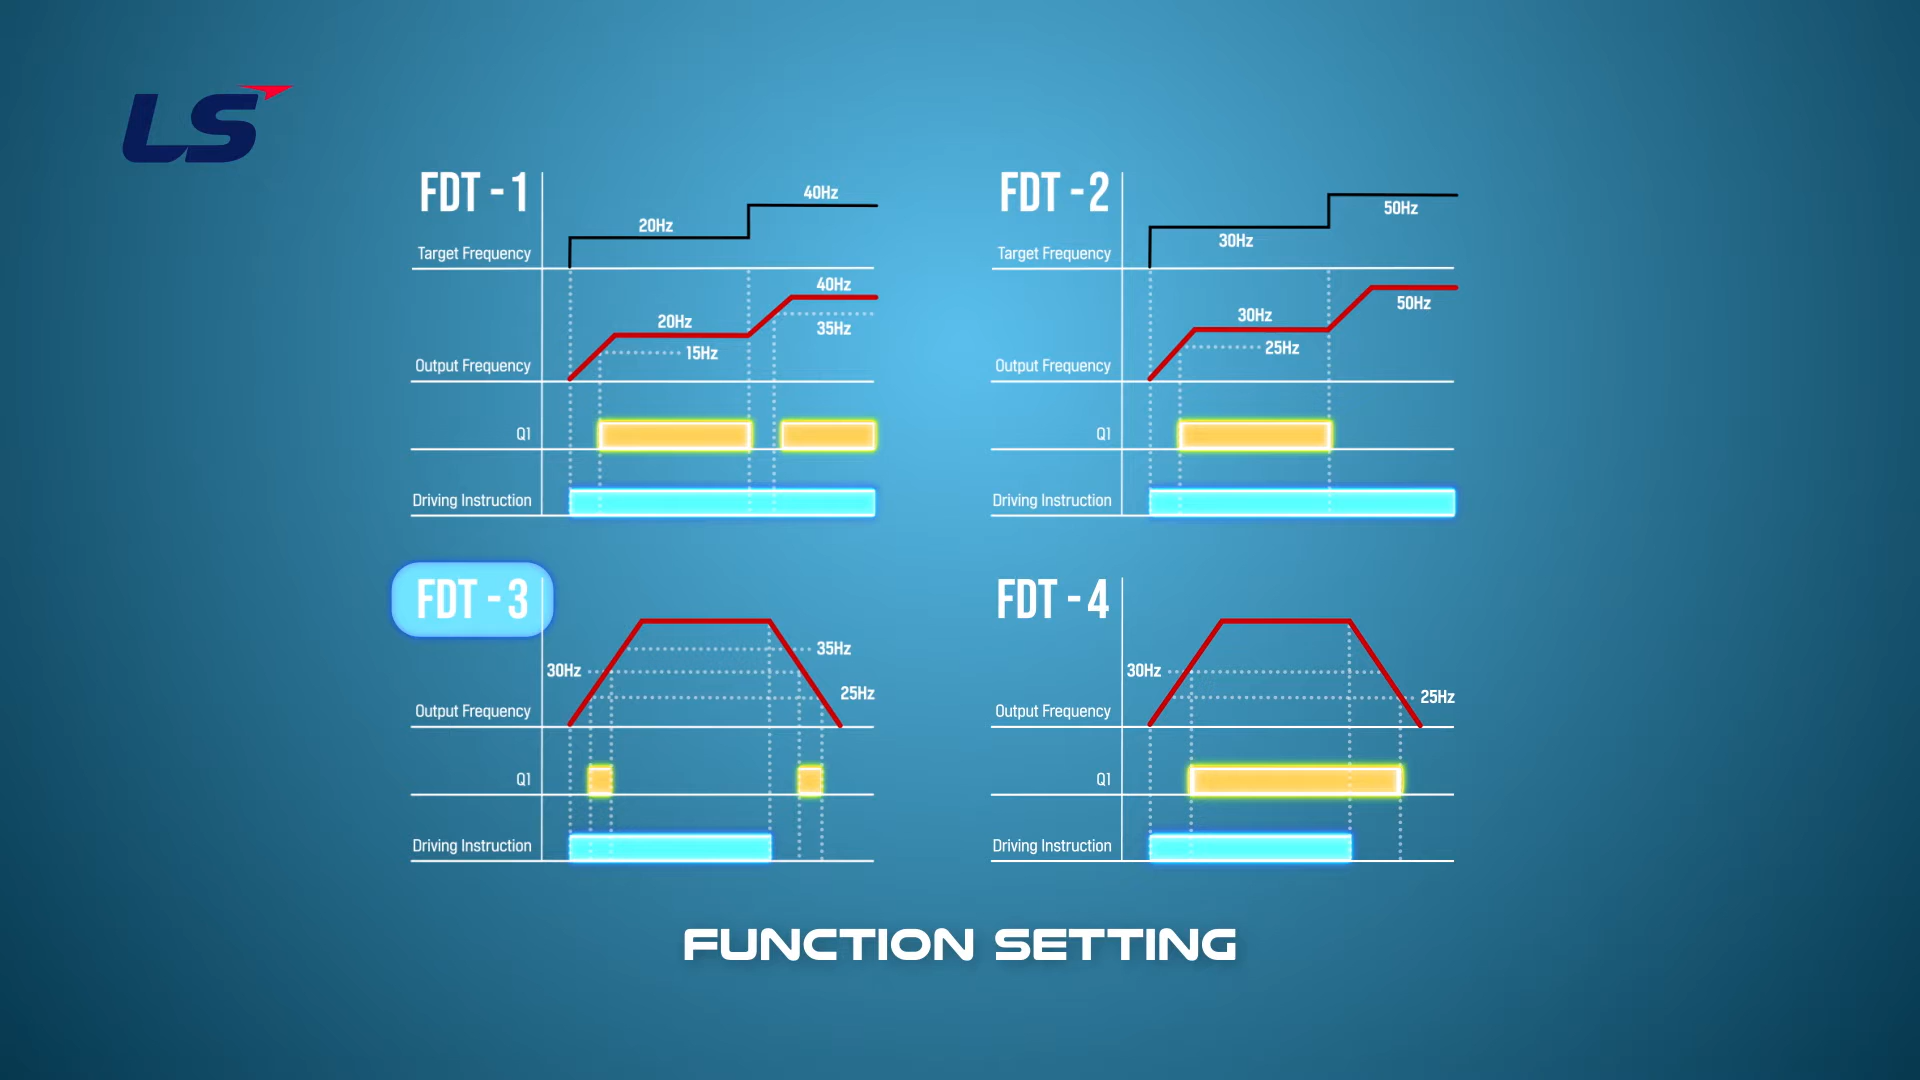 LS
FDT - 1
40Hz
20Hz
Target Frequency
40Hz
20Hz
35Hz
15Hz
Output Frequency
Q1
Driving Instruction
FDT - 2
50Hz
30Hz
Target Frequency
50Hz
30Hz
25Hz
Output Frequency
Q1
Driving Instruction
FDT - 3
35Hz
30Hz
25Hz
Output Frequency
Q1
Driving Instruction
FDT - 4
30Hz
25Hz
Output Frequency
Q1
Driving Instruction
FUNCTION SETTING